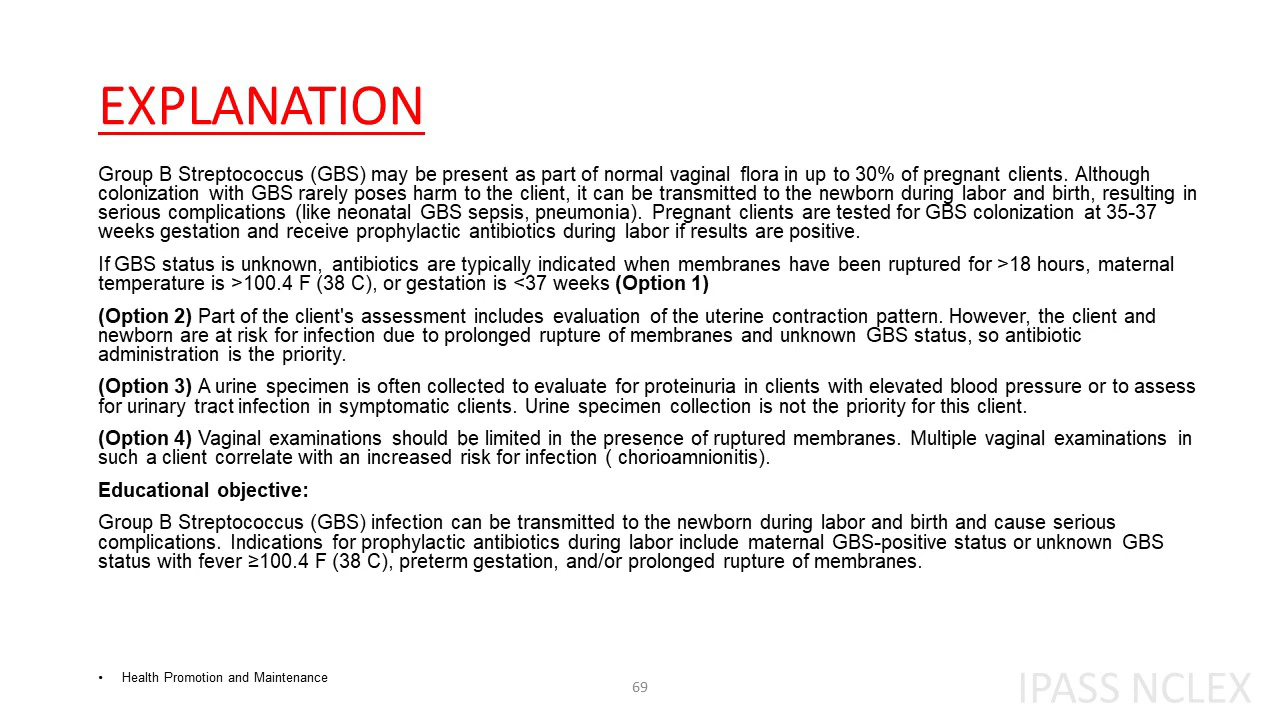 EXPLANATION
Group B Streptococcus (GBS) may be present as part of normal vaginal flora in up to 30% of pregnant clients. Although
colonization with GBS rarely poses harm to the client, it can be transmitted to the newborn during labor and birth, resulting in
serious complications (like neonatal GBS sepsis, pneumonia). Pregnant clients are tested for GBS colonization at 35-37
weeks gestation and receive prophylactic antibiotics during labor if results are positive.
If GBS status is unknown, antibiotics are typically indicated when membranes have been ruptured for >18 hours, maternal
temperature is >100.4 F (38 C), or gestation is <37 weeks (Option 1)
(Option 2) Part of the client's assessment includes evaluation of the uterine contraction pattern. However, the client and
newborn are at risk for infection due to prolonged rupture of membranes and unknown GBS status, so antibiotic
administration is the priority.
(Option 3) A urine specimen is often collected to evaluate for proteinuria in clients with elevated blood pressure or to assess
for urinary tract infection in symptomatic clients. Urine specimen collection is not the priority for this client.
(Option 4) Vaginal examinations should be limited in the presence of ruptured membranes. Multiple vaginal examinations in
such a client correlate with an increased risk for infection ( chorioamnionitis).
Educational objective:
Group B Streptococcus (GBS) infection can be transmitted to the newborn during labor and birth and cause serious
complications. Indications for prophylactic antibiotics during labor include maternal GBS-positive status or unknown GBS
status with fever ≥100.4 F (38 C), preterm gestation, and/or prolonged rupture of membranes.
• Health Promotion and Maintenance
69
IPASS NCLEX